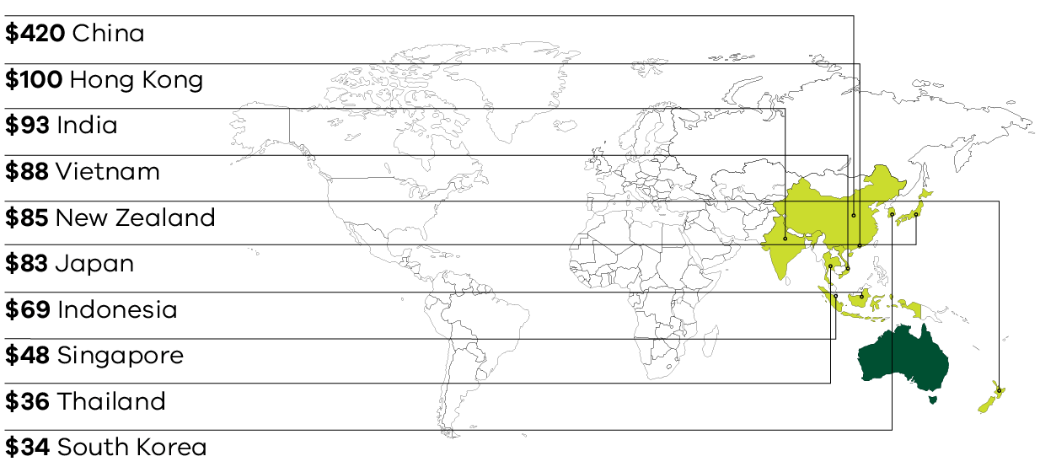 $420 China
$100 Hong Kong
$93 India
$88 Vietnam
$85 New Zealand
$83 Japan
$69 Indonesia
$48 Singapore
$36 Thailand
$34 South Korea